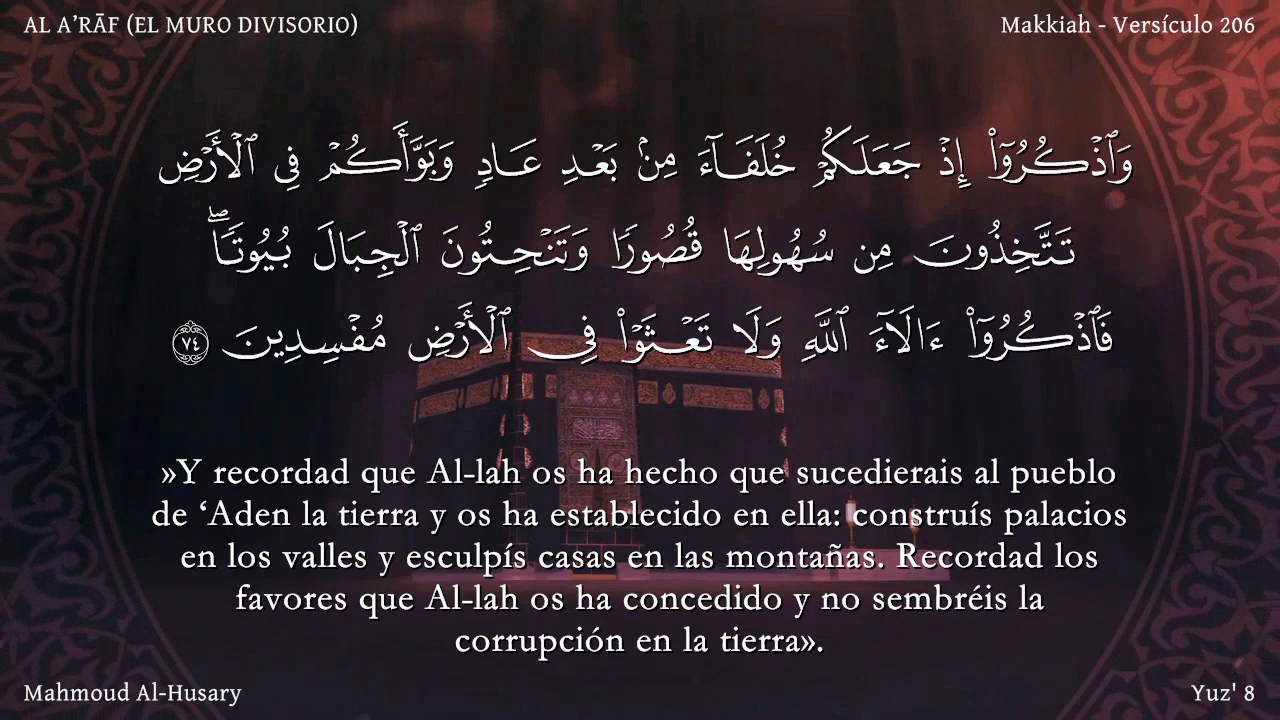 AL A’RĀF (EL MURO DIVISORIO)
Makkiah - Versículo 206
وَٱذۡكُرُوٓاْ إِذۡ جَعَلَكُمۡ خُلَفَآءَ مِنۢ بَعۡدِ عَادٖ وَبَوَّأَكُمۡ فِي ٱلۡأَرۡضِ
تَتَّخِذُونَ مِن سُهُولِهَا قُصُورٗا وَتَنۡحِتُونَ ٱلۡجِبَالَ بُيُوتٗاۖ
فَٱذۡكُرُوٓاْ ءَالَآءَ ٱللَّهِ وَلَا تَعۡثَوۡاْ فِي ٱلۡأَرۡضِ مُفۡسِدِينَ ٧٤
»Y recordad que Al-lah os ha hecho que sucedierais al pueblo
de ‘Aden la tierra y os ha establecido en ella: construís palacios
en los valles y esculpís casas en las montañas. Recordad los
favores que Al-lah os ha concedido y no sembréis la
corrupción en la tierra».
Mahmoud Al-Husary
Yuz' 8